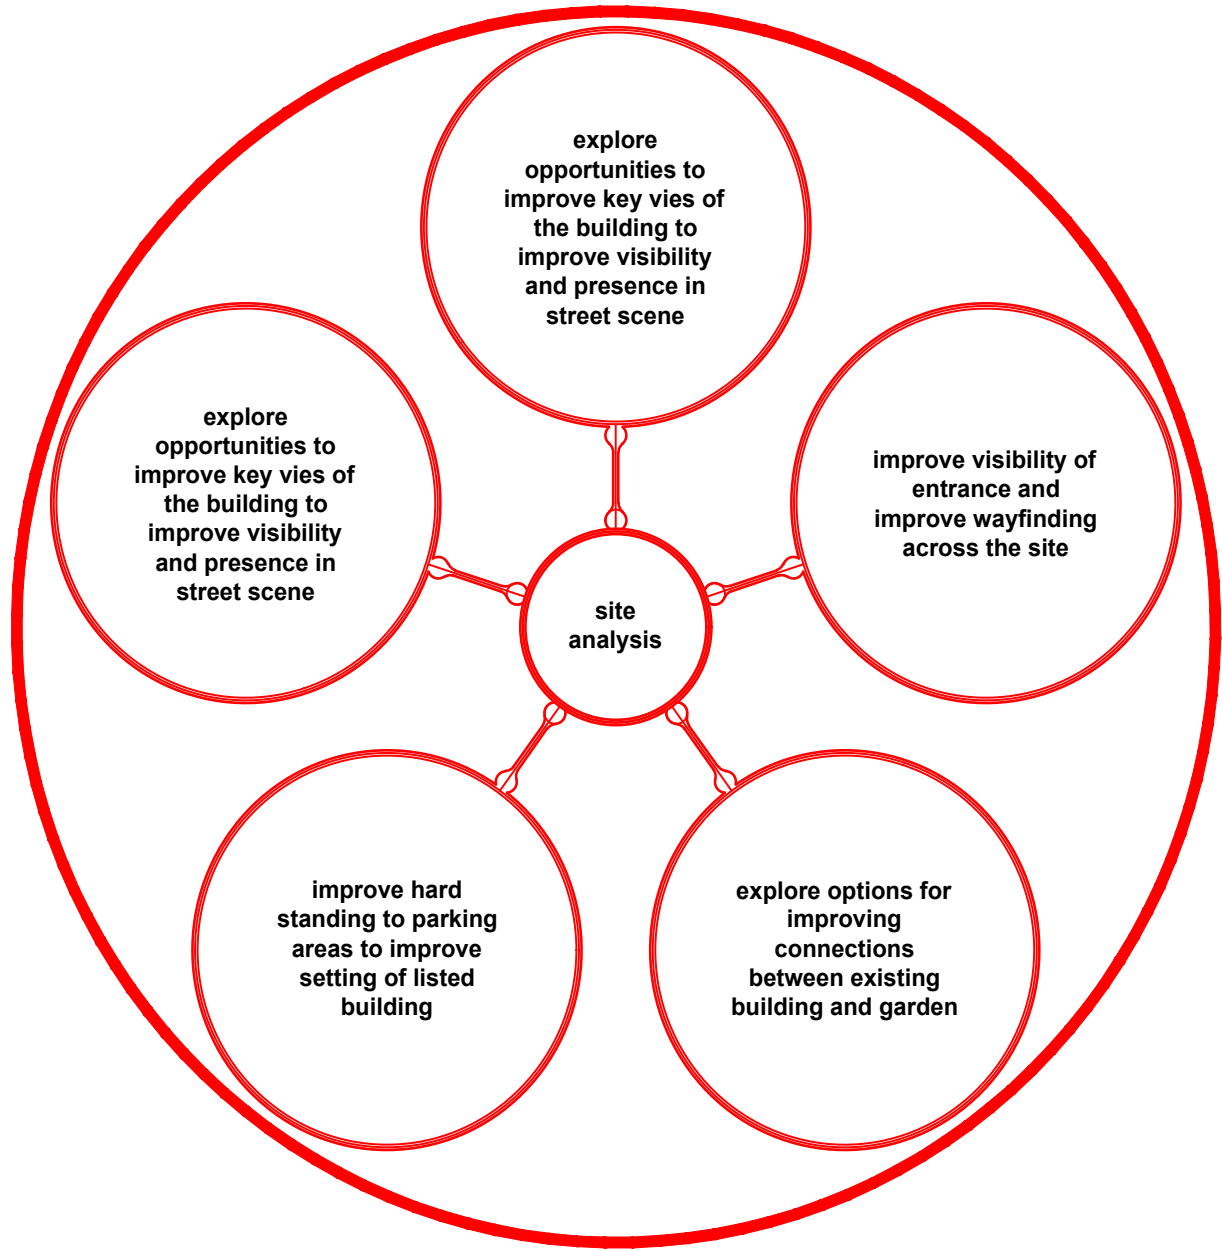 explore
opportunities to
improve key vies of
the building to
improve visibility
and presence in
street scene
explore
opportunities to
improve key vies of
the building to
improve visibility
and presence in
street scene
improve visibility of
entrance and
improve wayfinding
across the site
site
analysis
improve hard
standing to parking
areas to improve
setting of listed
building
explore options for
improving
connections
between existing
building and garden